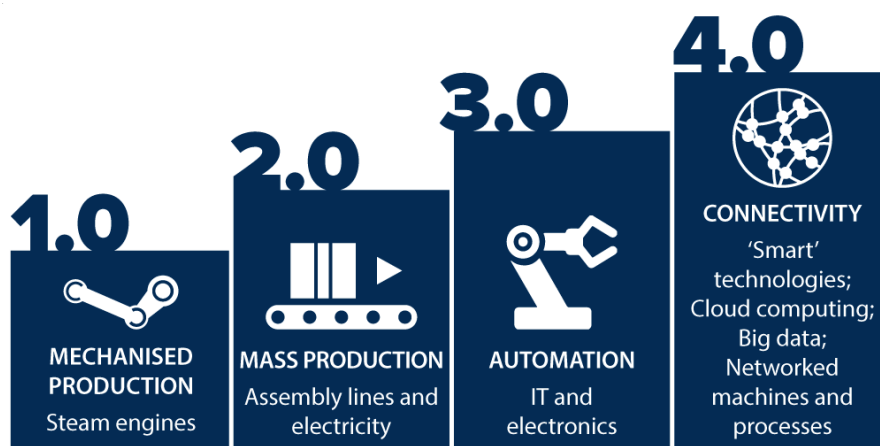 1.0
MECHANISED
PRODUCTION
Steam engines
2.0
MASS PRODUCTION
Assembly lines and
electricity
3.0
AUTOMATION
IT and
electronics
4.0
CONNECTIVITY
‘Smart’
technologies;
Cloud computing;
Big data;
Networked
machines and
processes